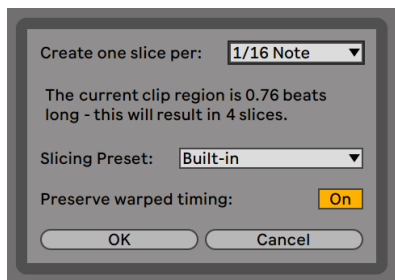 Create one slice per: 1/16 Note
The current clip region is 0.76 beats
long - this will result in 4 slices.
Slicing Preset: Built-in
Preserve warped timing: On
OK Cancel